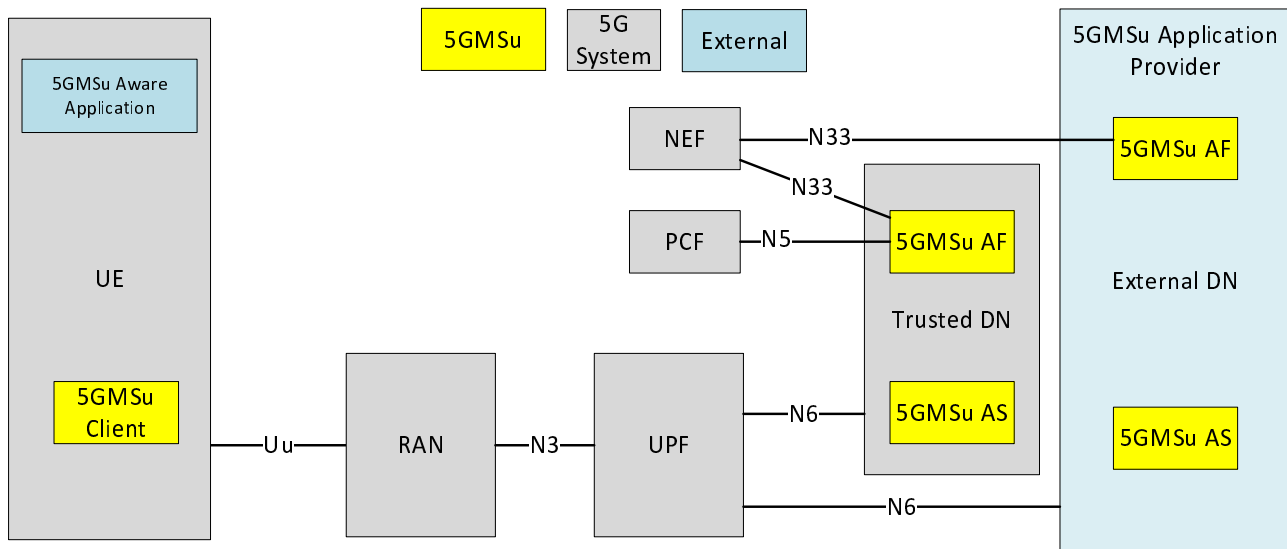 5GMSu
5G
System
External
5GMSu Application
Provider
5GMSu Aware
Application
NEF
N33
5GMSu AF
N33
PCF
N5
5GMSu AF
UE
External DN
Trusted DN
5GMSu
Client
Uu
RAN
N3
UPF
N6
5GMSu AS
5GMSu AS
N6